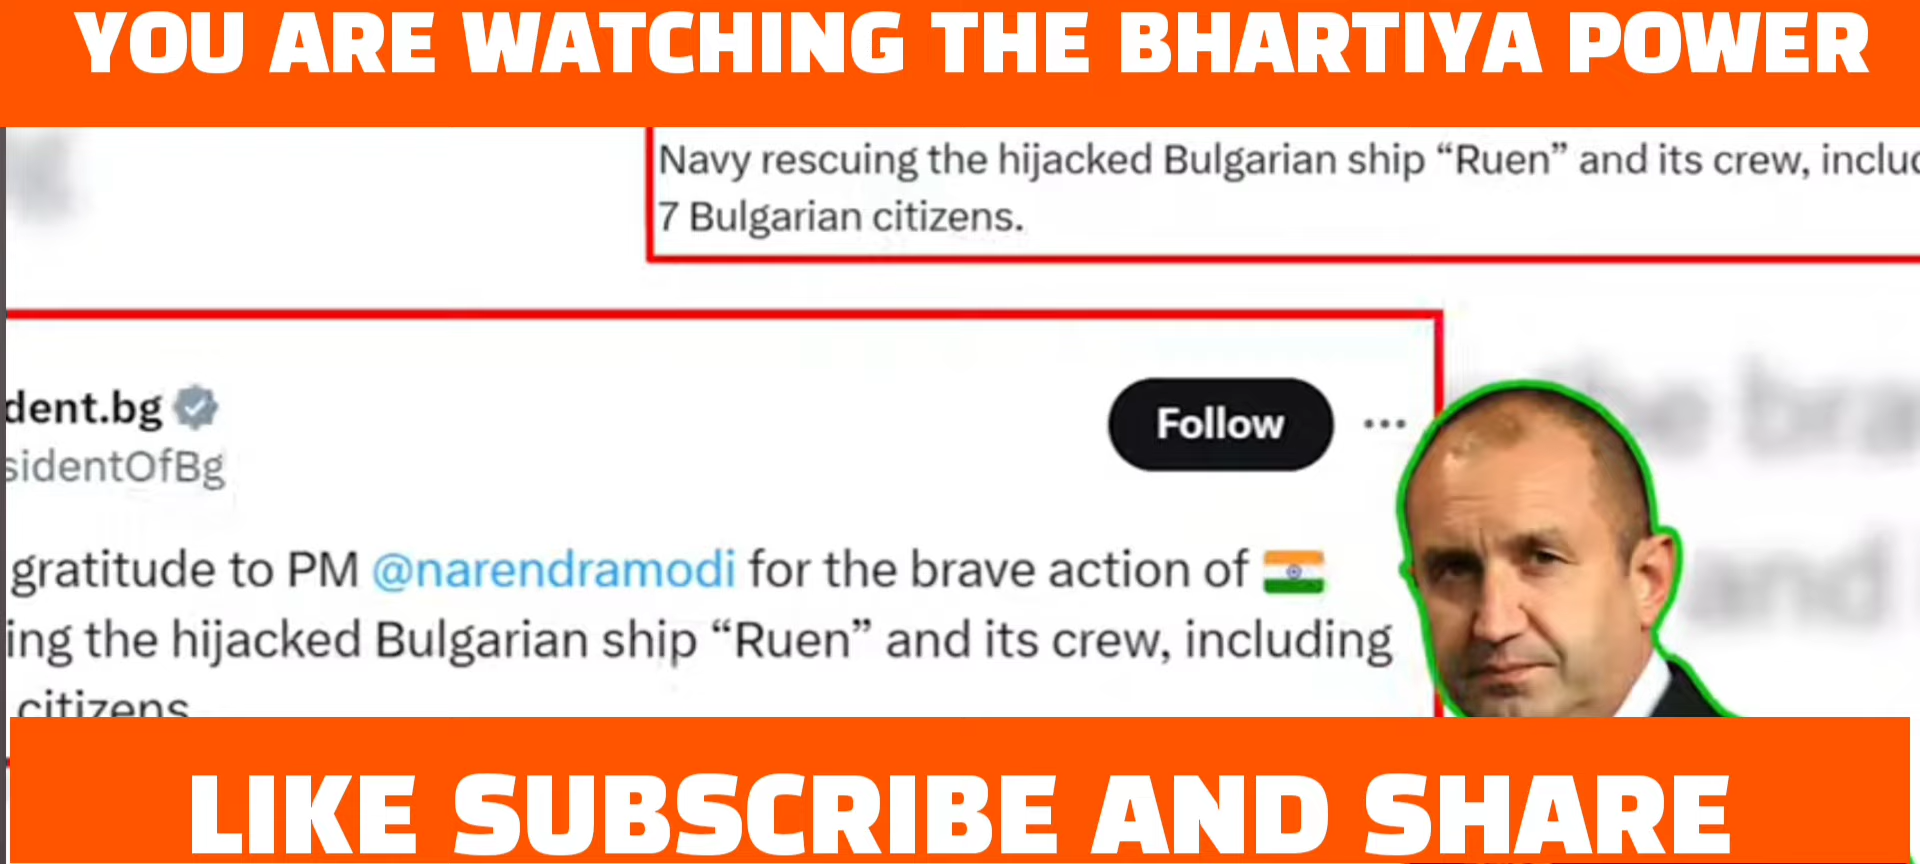 YOU ARE WATCHING THE BHARTIYA POWER
Navy rescuing the hijacked Bulgarian ship “Ruen” and its crew, includ
7 Bulgarian citizens.
dent.bg
sidentOfBg
Follow
gratitude to PM @narendramodi for the brave action of
ing the hijacked Bulgarian ship “Ruen” and its crew, including
citizens
LIKE SUBSCRIBE AND SHARE